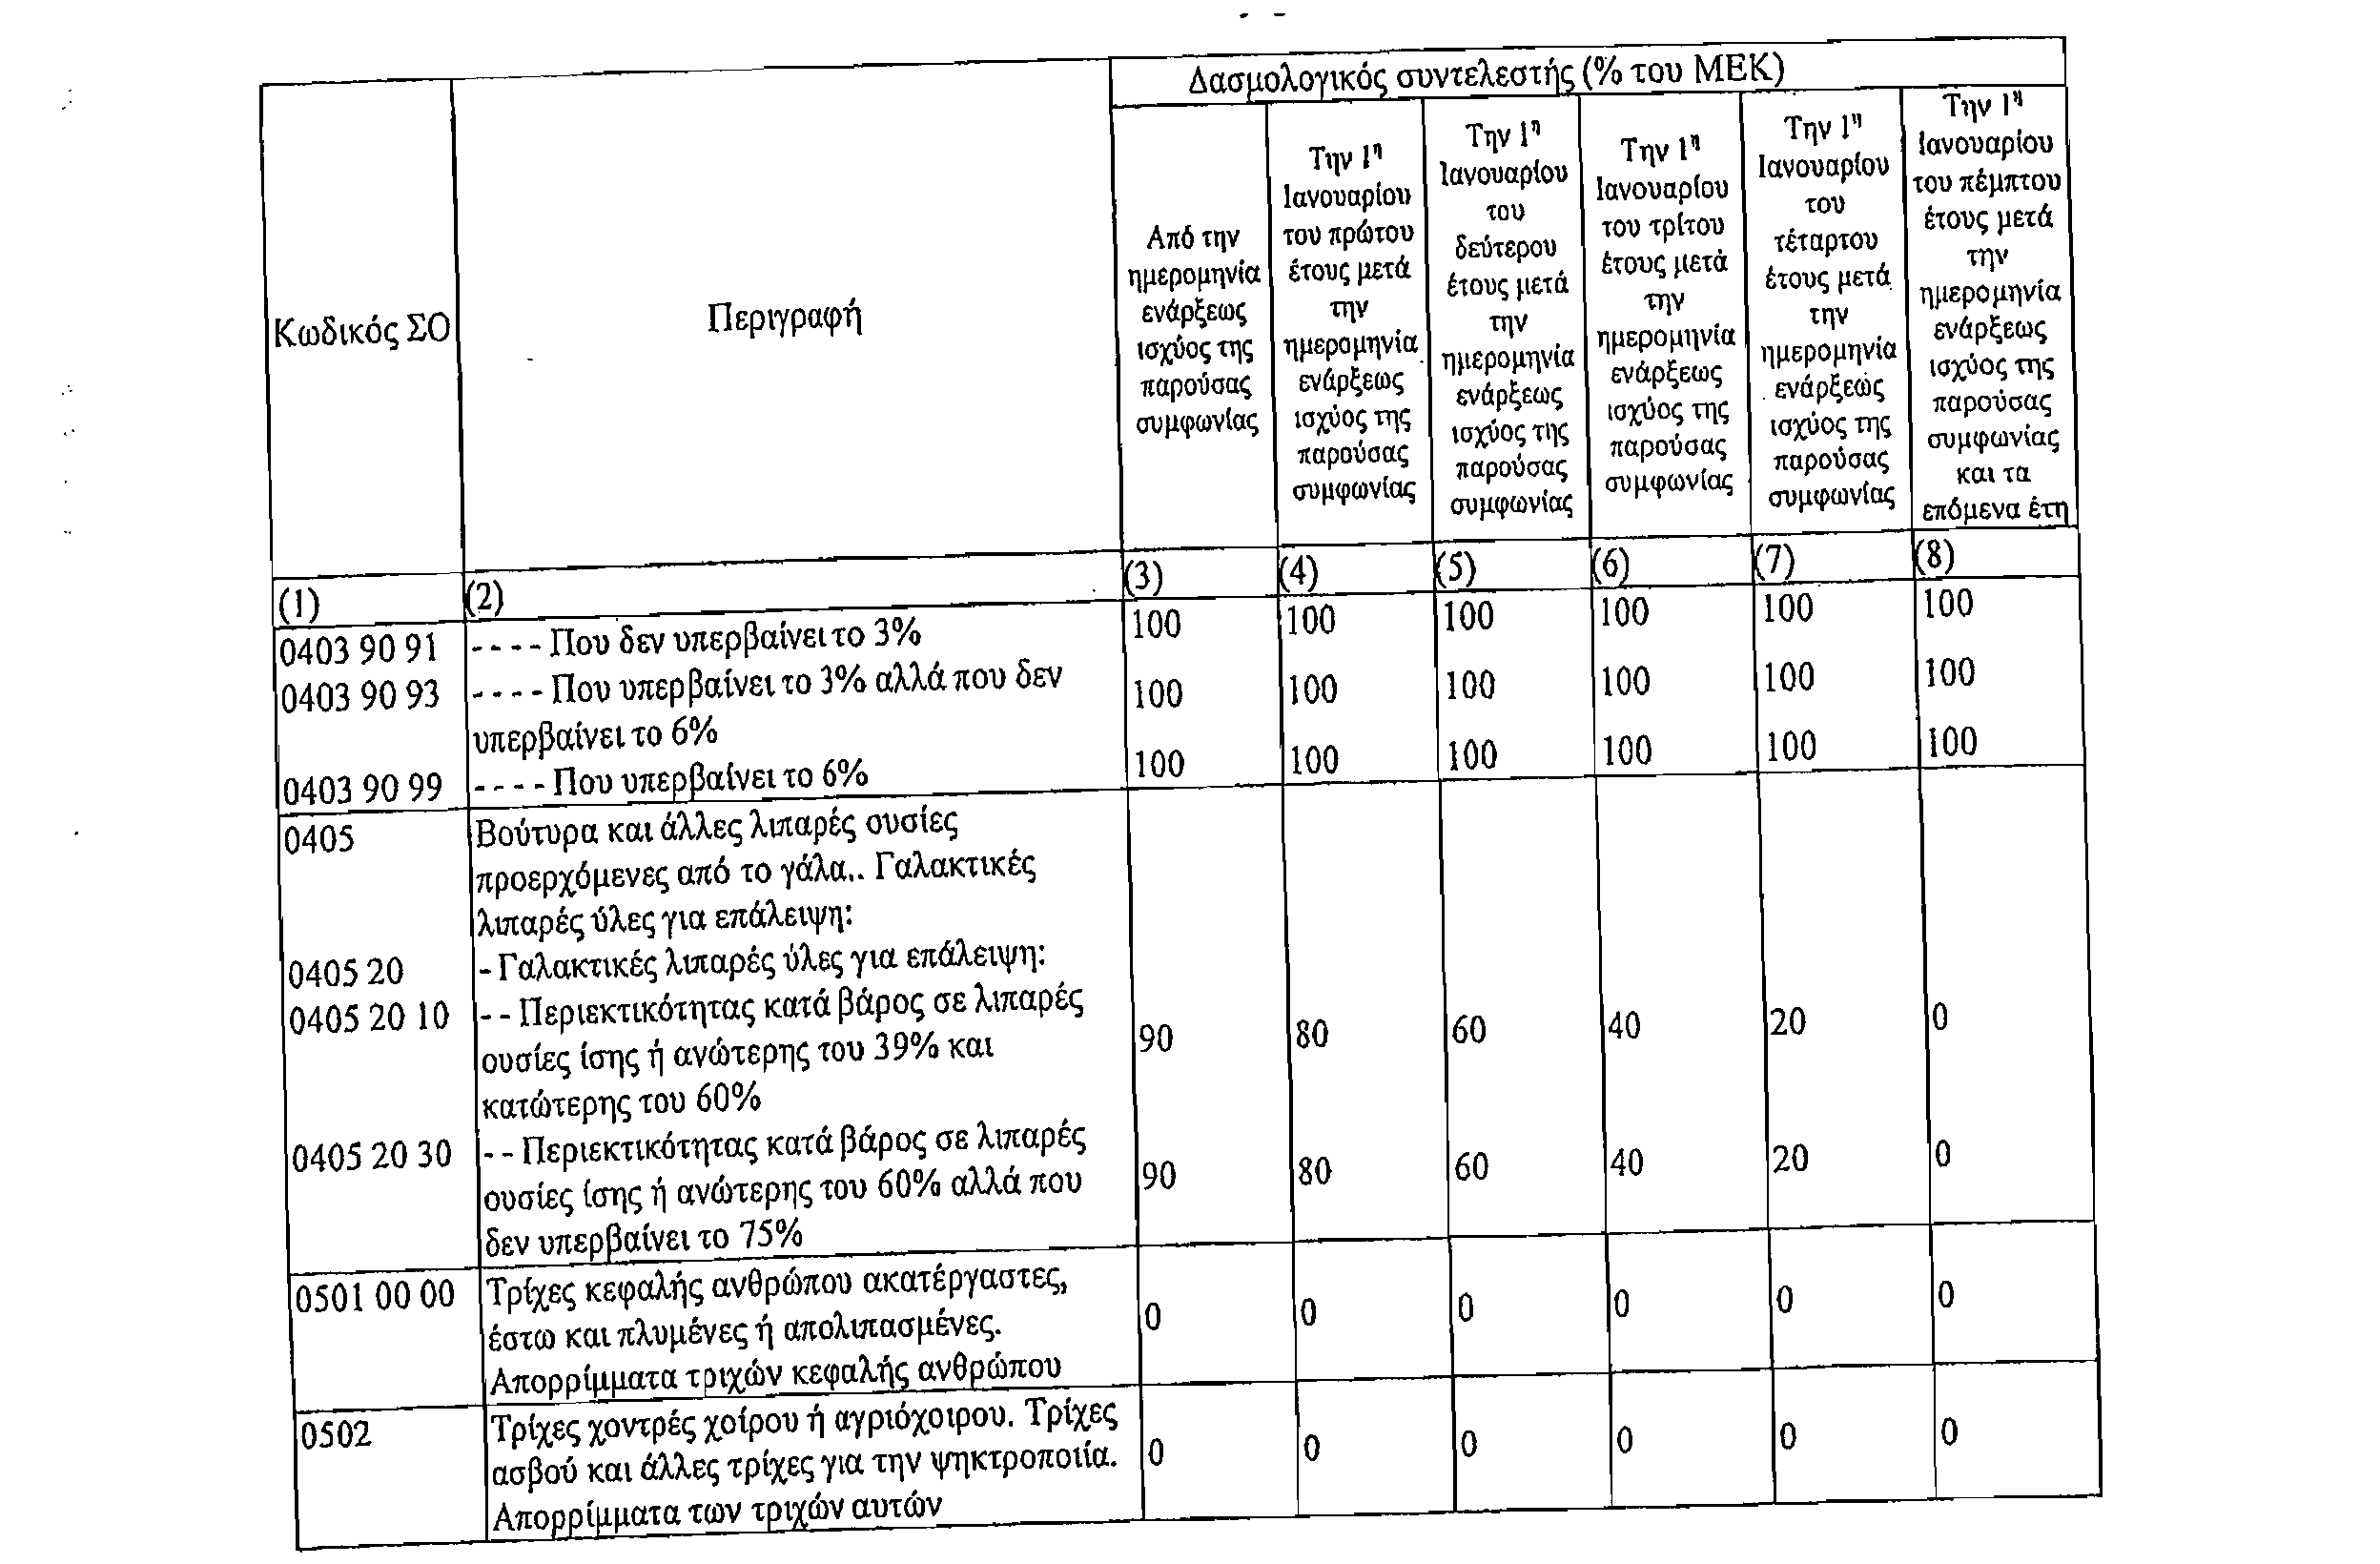 Δασμολογικός συντελεστής (% του ΜΕΚ)
Κωδικός ΣΟ
Περιγραφή
Από την
ημερομηνία
ενάρξεως
ισχύος της
παρούσας
συμφωνίας
Την 1η
Ιανουαρίου
του πρώτου
έτους μετά
την
ημερομηνία
ενάρξεως
ισχύος της
παρούσας
συμφωνίας
Την 1η
Ιανουαρίου
του
δεύτερου
έτους μετά
την
ημερομηνία
ενάρξεως
ισχύος της
παρούσας
συμφωνίας
Την 1η
Ιανουαρίου
του τρίτου
έτους μετά
την
ημερομηνία
ενάρξεως
ισχύος της
παρούσας
συμφωνίας
Την 1η
Ιανουαρίου
του
τέταρτου
έτους μετά
την
ημερομηνία
ενάρξεως
ισχύος της
παρούσας
συμφωνίας
Την 1η
Ιανουαρίου
του πέμπτου
έτους μετά
την
ημερομηνία
ενάρξεως
ισχύος της
παρούσας
συμφωνίας
και τα
επόμενα έτη
(1) (2) (3) (4) (5) (6) (7) (8)
0403 90 91 - - - - Που δεν υπερβαίνει το 3% 100 100 100 100 100 100
0403 90 93 - - - - Που υπερβαίνει το 3% αλλά που δεν 100 100 100 100 100 100
υπερβαίνει το 6%
0403 90 99 - - - - Που υπερβαίνει το 6% 100 100 100 100 100 100
0405 Βούτυρα και άλλες λιπαρές ουσίες
προερχόμενες από το γάλα.. Γαλακτικές
λιπαρές ύλες για επάλειψη:
0405 20 - Γαλακτικές λιπαρές ύλες για επάλειψη:
0405 20 10 - - Περιεκτικότητας κατά βάρος σε λιπαρές
ουσίες ίσης ή ανώτερης του 39% και 90 80 60 40 20 0
κατώτερης του 60%
0405 20 30 - - Περιεκτικότητας κατά βάρος σε λιπαρές
ουσίες ίσης ή ανώτερης του 60% αλλά που 90 80 60 40 20 0
δεν υπερβαίνει το 75%
0501 00 00 Τρίχες κεφαλής ανθρώπου ακατέργαστες,
έστω και πλυμένες ή απολιπασμένες. 0 0 0 0 0 0
Απορρίμματα τριχών κεφαλής ανθρώπου
0502 Τρίχες χοντρές χοίρου ή αγριόχοιρου. Τρίχες
ασβού και άλλες τρίχες για την ψηκτροποιία. 0 0 0 0 0 0
Απορρίμματα των τριχών αυτών